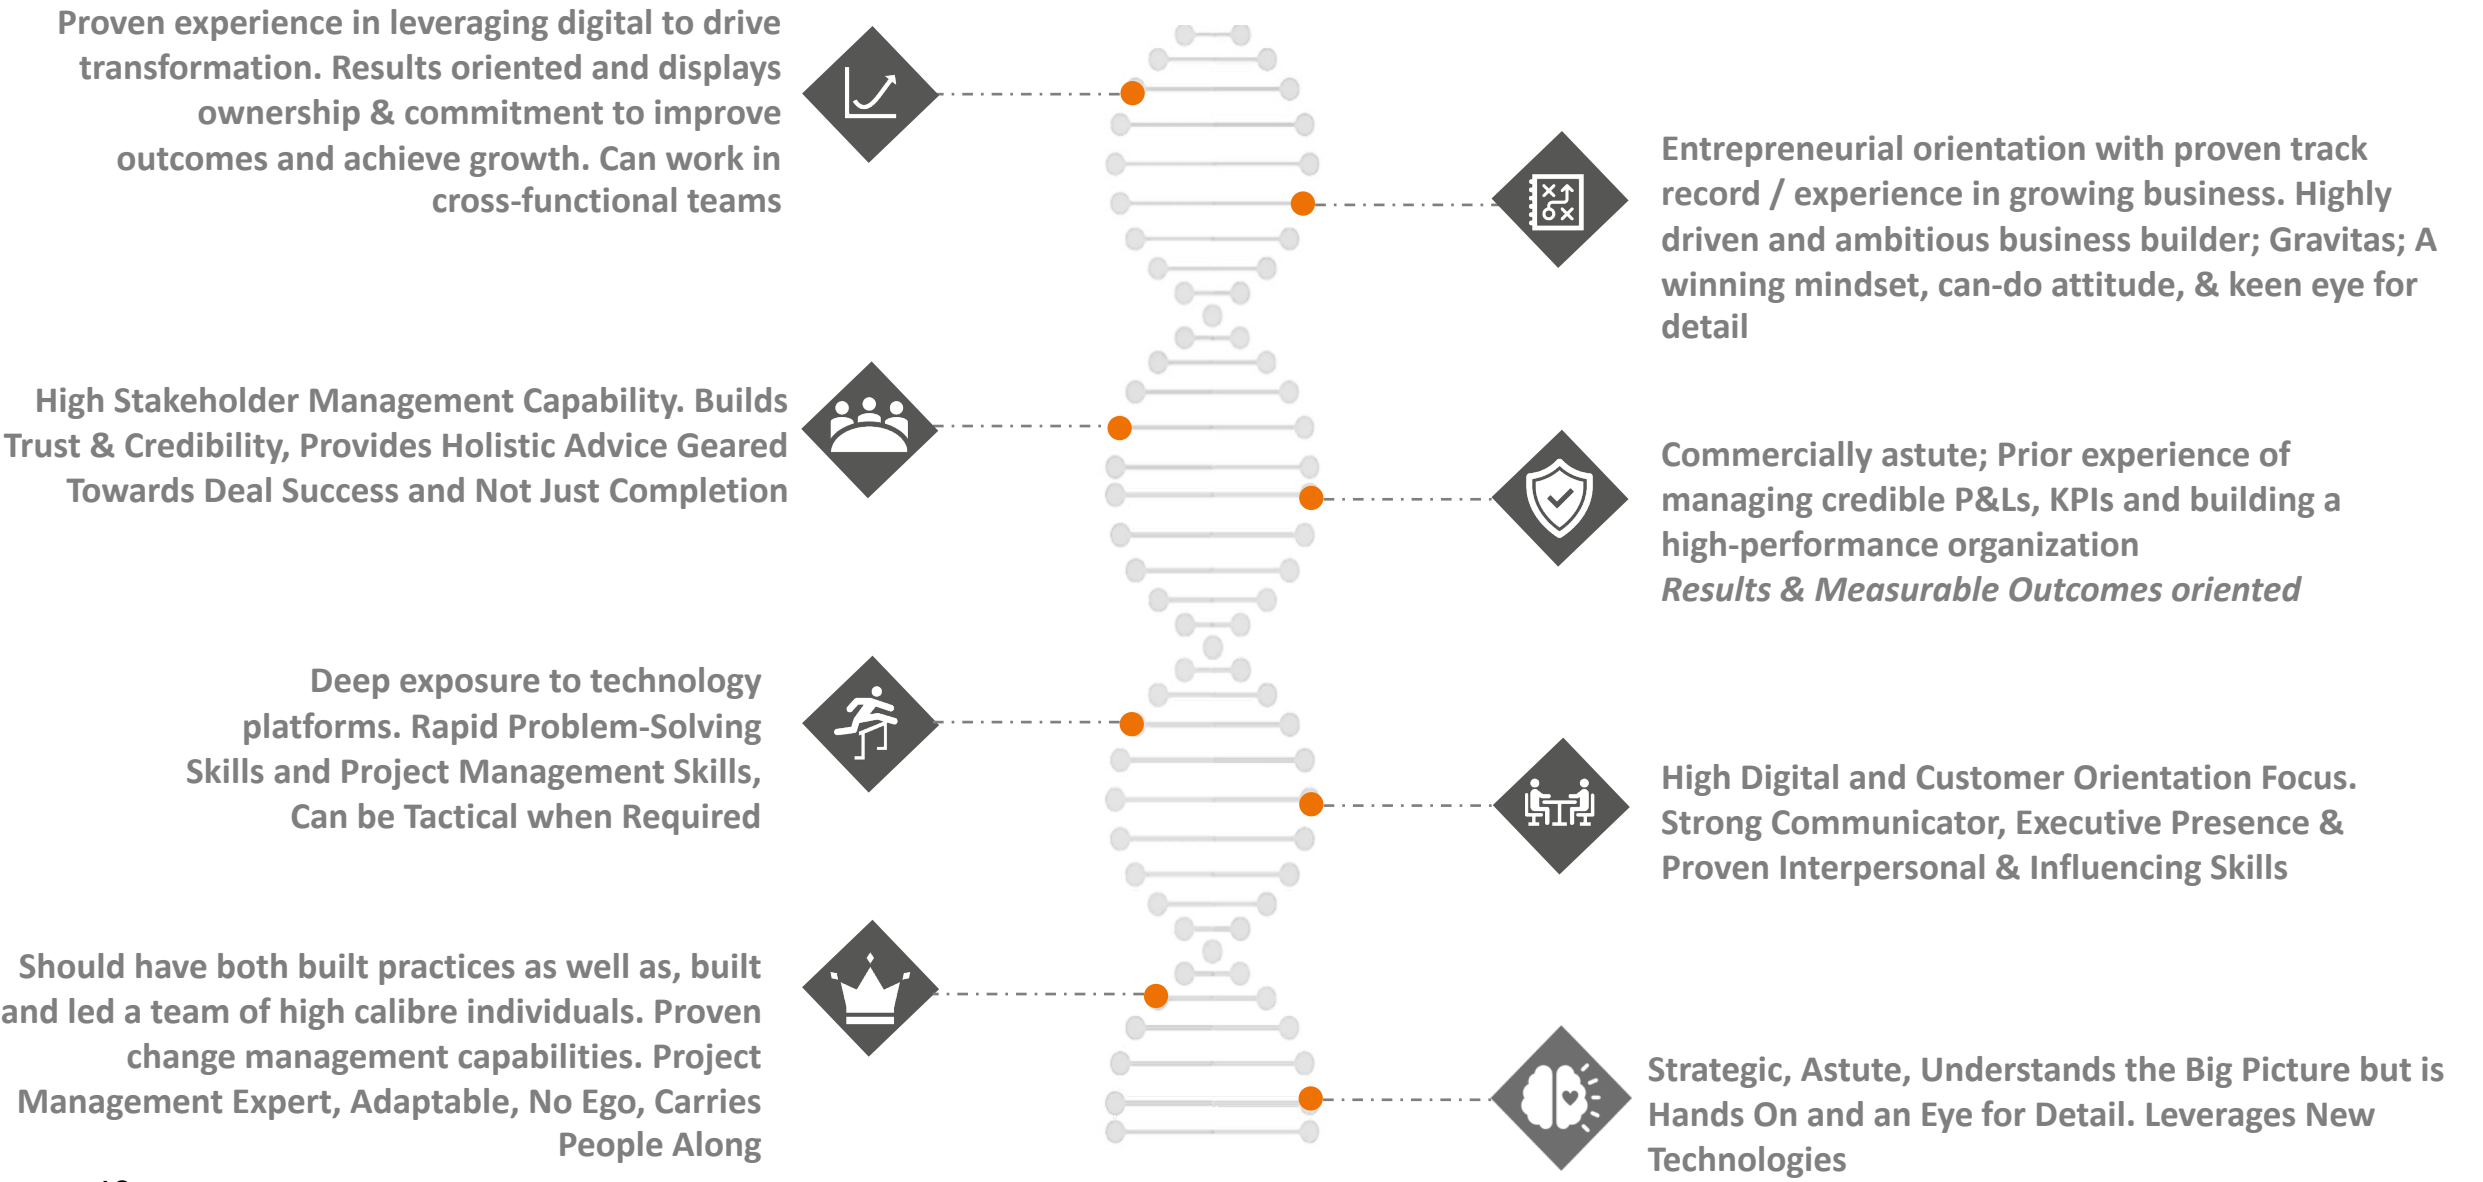 Proven experience in leveraging digital to drive
transformation. Results oriented and displays
ownership & commitment to improve
outcomes and achieve growth. Can work in
cross-functional teams
Entrepreneurial orientation with proven track
record / experience in growing business. Highly
driven and ambitious business builder; Gravitas; A
winning mindset, can-do attitude, & keen eye for
detail
High Stakeholder Management Capability. Builds
Trust & Credibility, Provides Holistic Advice Geared
Towards Deal Success and Not Just Completion
Commercially astute; Prior experience of
managing credible P&Ls, KPIs and building a
high-performance organization
Results & Measurable Outcomes oriented
Deep exposure to technology
platforms. Rapid Problem-Solving
Skills and Project Management Skills,
Can be Tactical when Required
High Digital and Customer Orientation Focus.
Strong Communicator, Executive Presence &
Proven Interpersonal & Influencing Skills
Should have both built practices as well as, built
and led a team of high calibre individuals. Proven
change management capabilities. Project
Management Expert, Adaptable, No Ego, Carries
People Along
Strategic, Astute, Understands the Big Picture but is
Hands On and an Eye for Detail. Leverages New
Technologies